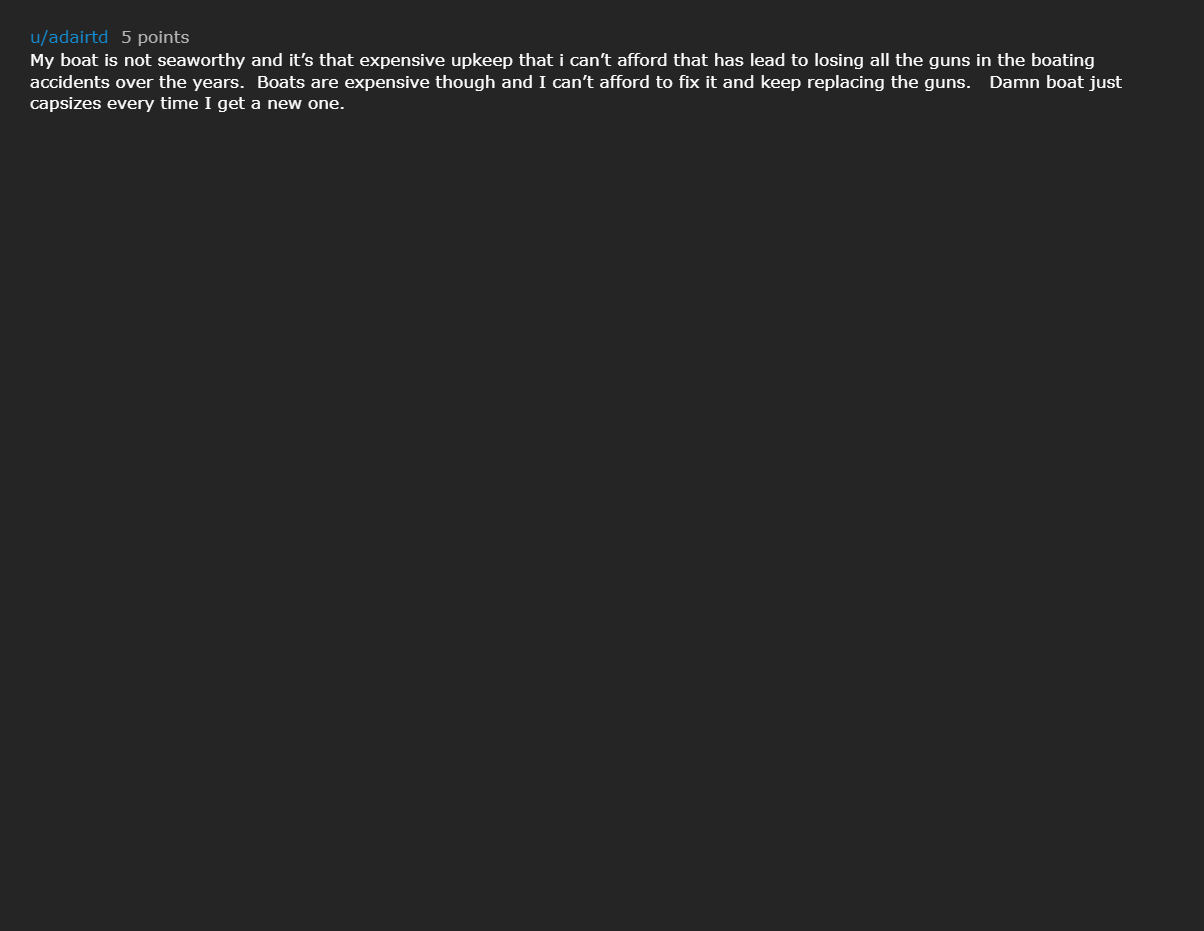 u/adairtd 5 points
My boat is not seaworthy and it’s that expensive upkeep that i can’t afford that has lead to losing all the guns in the boating
accidents over the years.  Boats are expensive though and I can’t afford to fix it and keep replacing the guns.   Damn boat just
capsizes every time I get a new one.